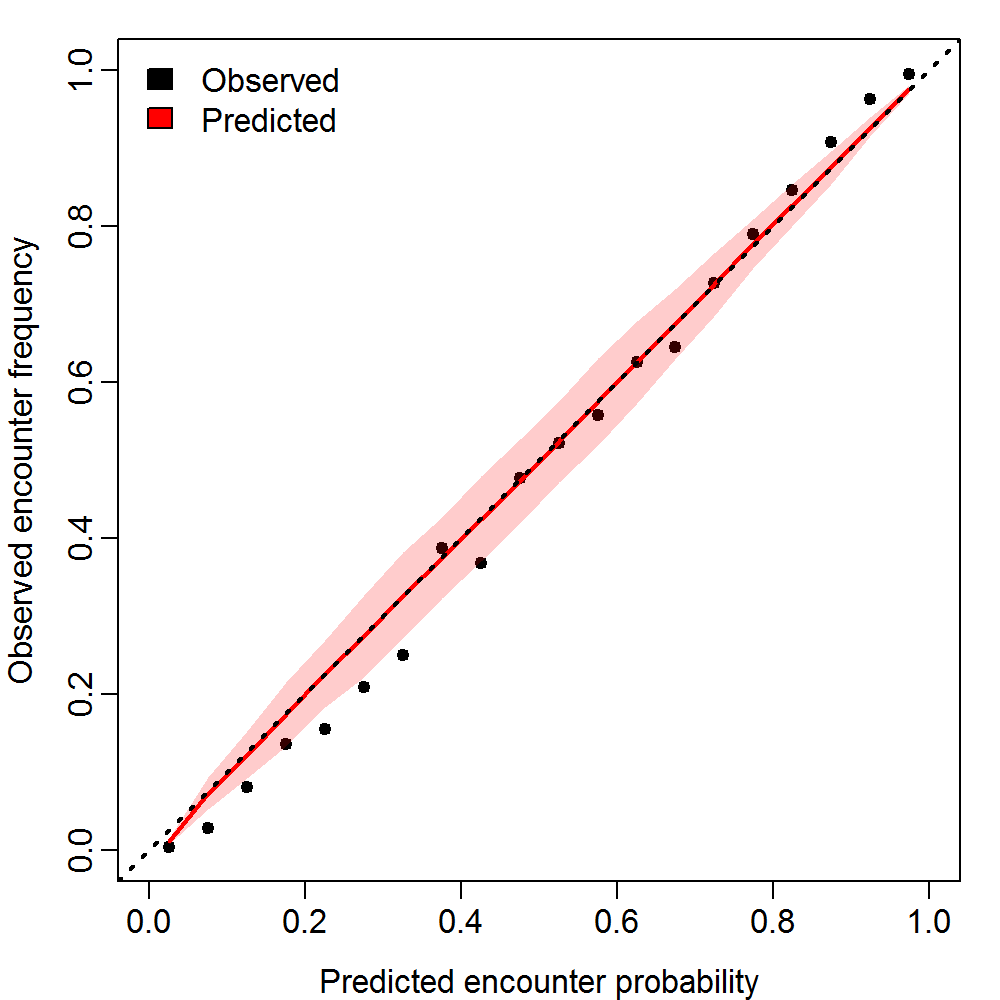 Observed
Predicted
1.0
0.8
0.6
0.4
0.2
0.0
Observed encounter frequency
0.0 0.2 0.4 0.6 0.8 1.0
Predicted encounter probability